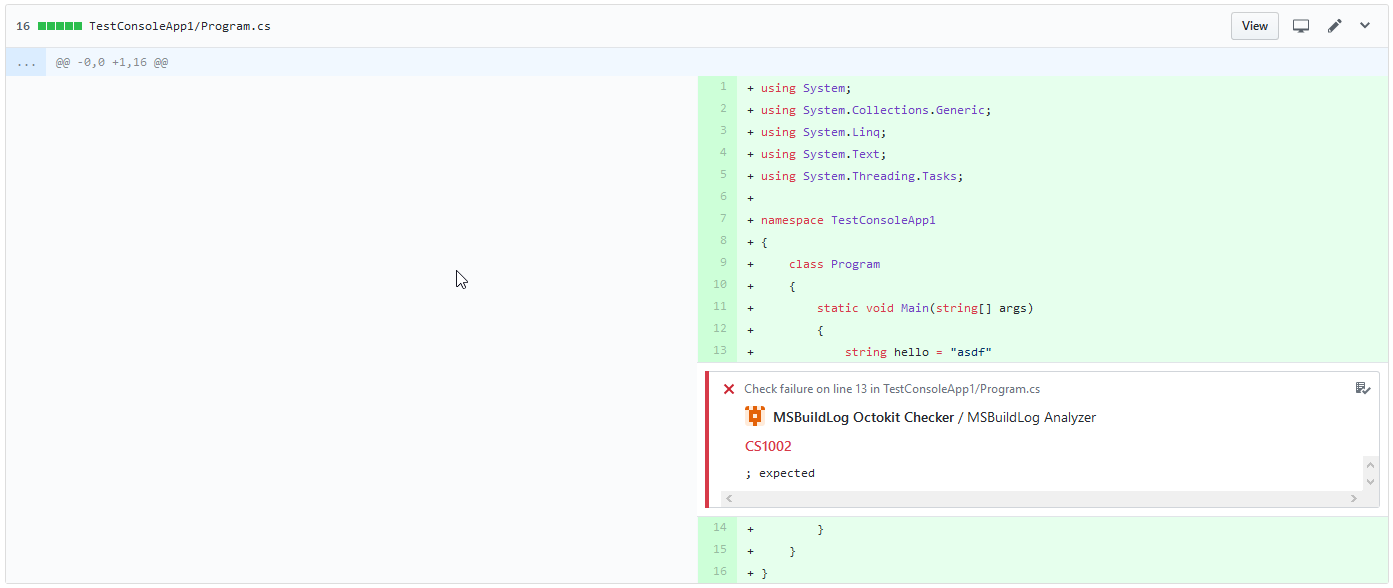 16 TestConsoleApp1/Program.cs View
... @@ -0,0 +1,16 @@
1 + using System;
2 + using System.Collections.Generic;
3 + using System.Linq;
4 + using System.Text;
5 + using System.Threading.Tasks;
6 +
7 + namespace TestConsoleApp1
8 + {
9 +     class Program
10 +     {
11 +         static void Main(string[] args)
12 +         {
13 +             string hello = "asdf"
Check failure on line 13 in TestConsoleApp1/Program.cs
MSBuildLog Octokit Checker / MSBuildLog Analyzer
CS1002
; expected
14 +         }
15 +     }
16 + }